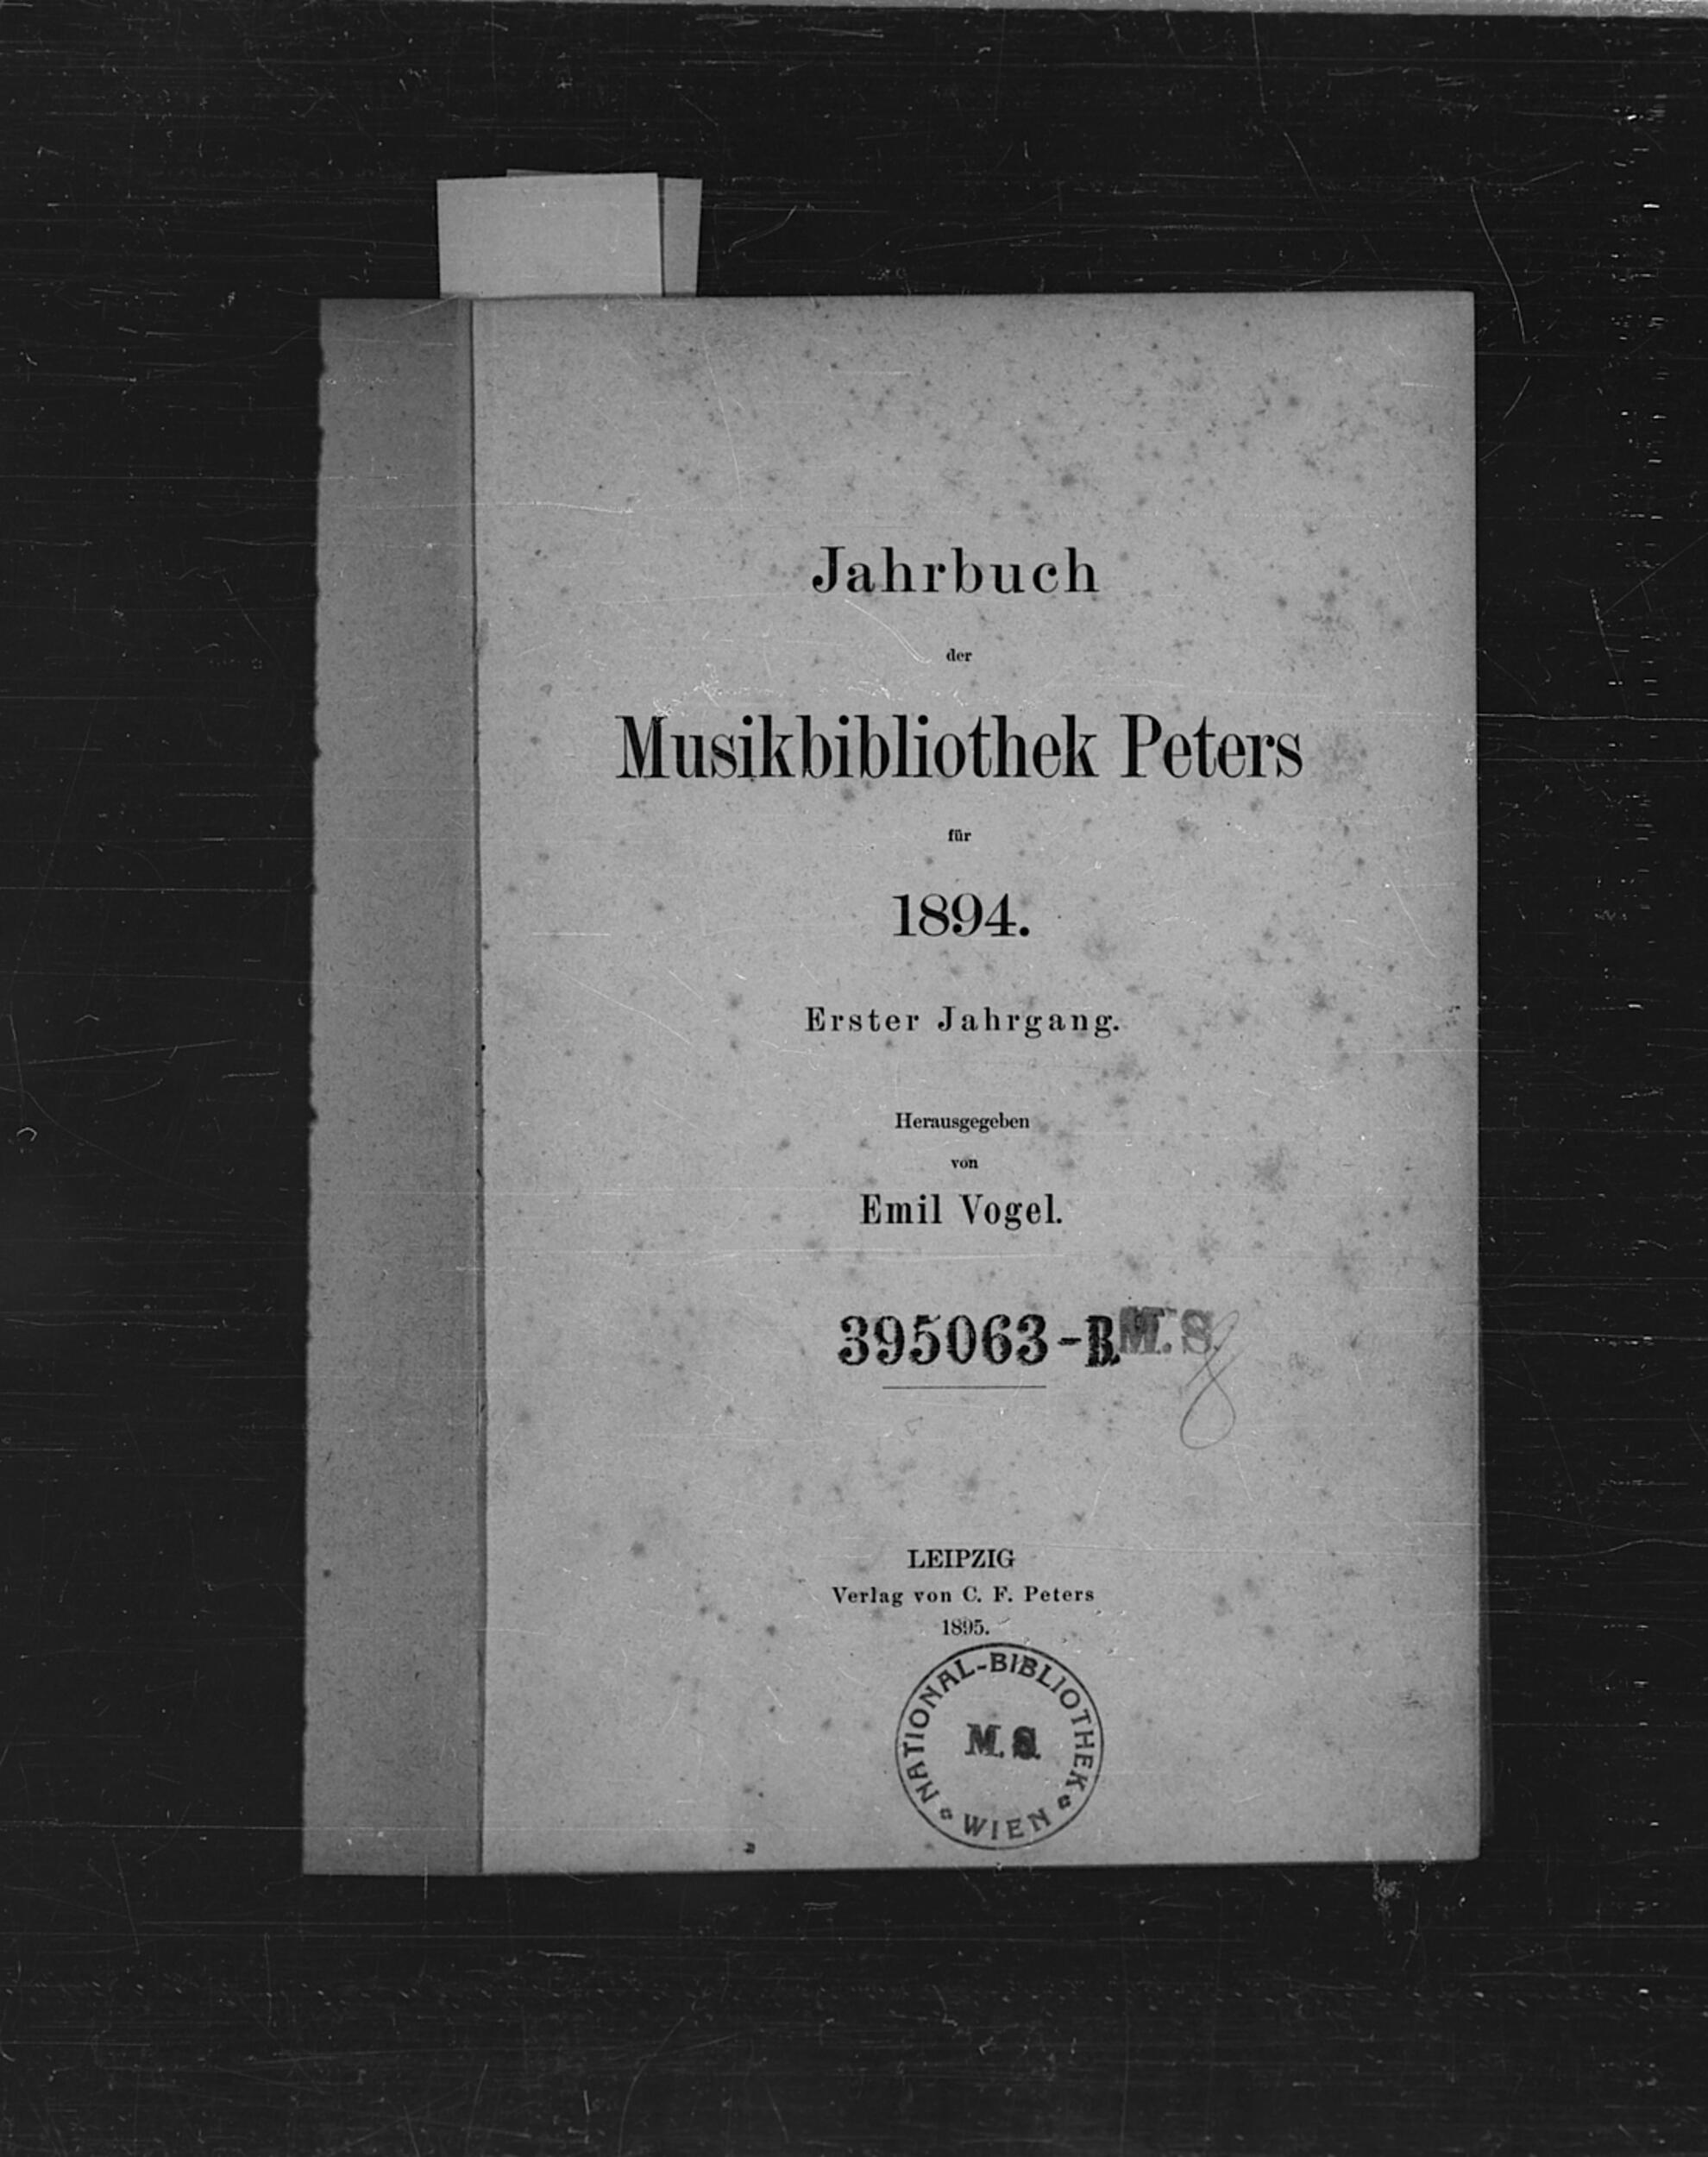 Jahrbuch
der
Musikbibliothek Peters
für
1894.
Erster Jahrgang.
Herausgegeben
von
Emil Vogel.
395063-B.M.S.
LEIPZIG
Verlag von C. F. Peters
1895.
NATIONAL-BIBLIOTHEK
M. S.
WIEN